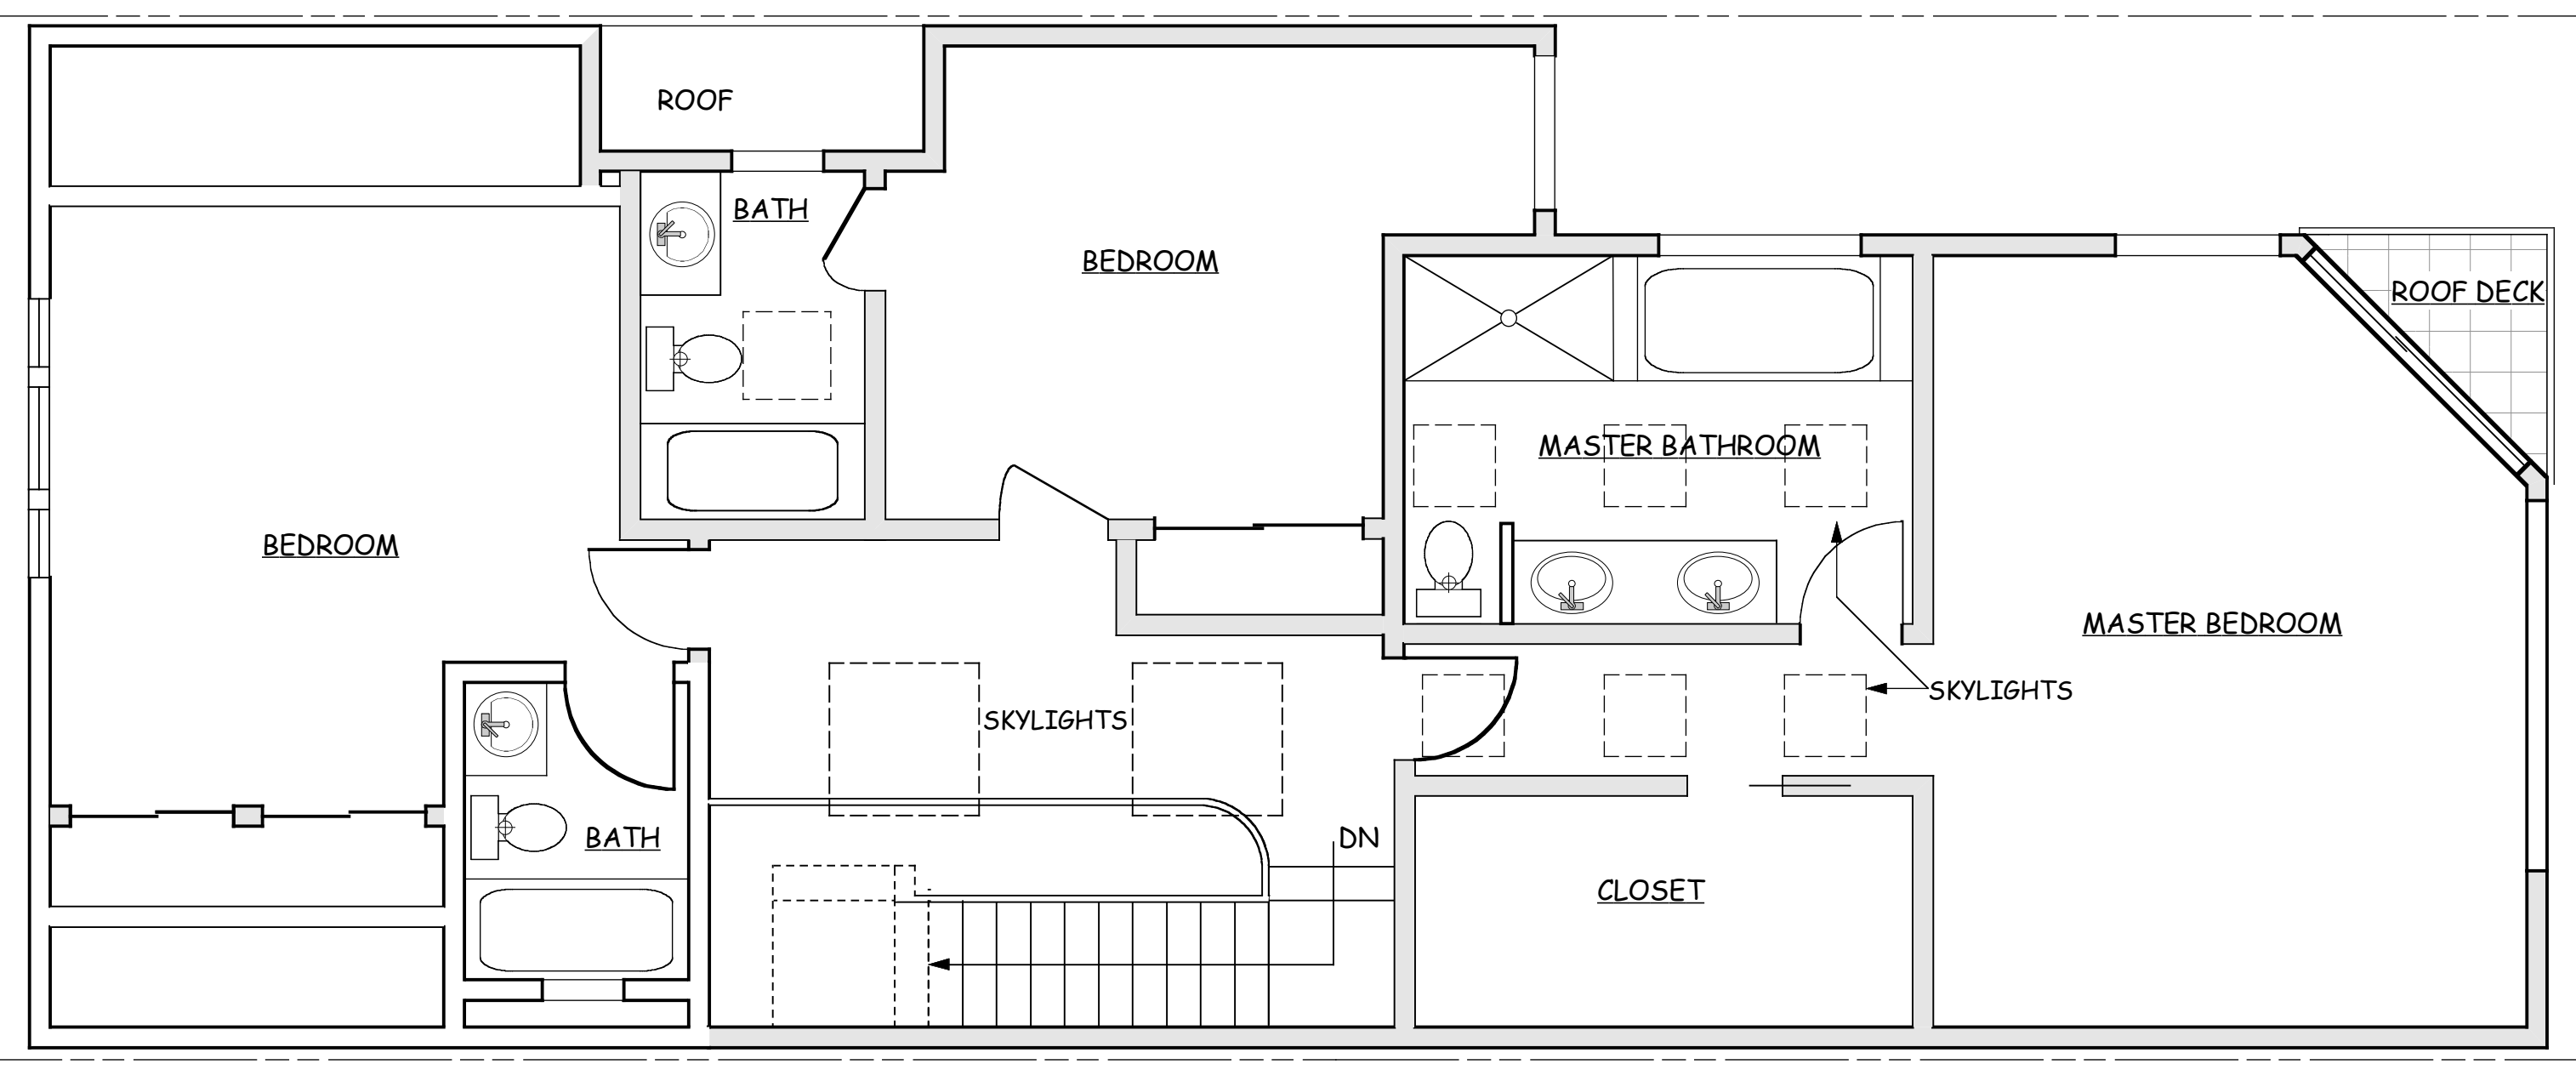 ROOF
BATH
BEDROOM
ROOF DECK
MASTER BATHROOM
BEDROOM
MASTER BEDROOM
SKYLIGHTS
SKYLIGHTS
BATH
DN
CLOSET